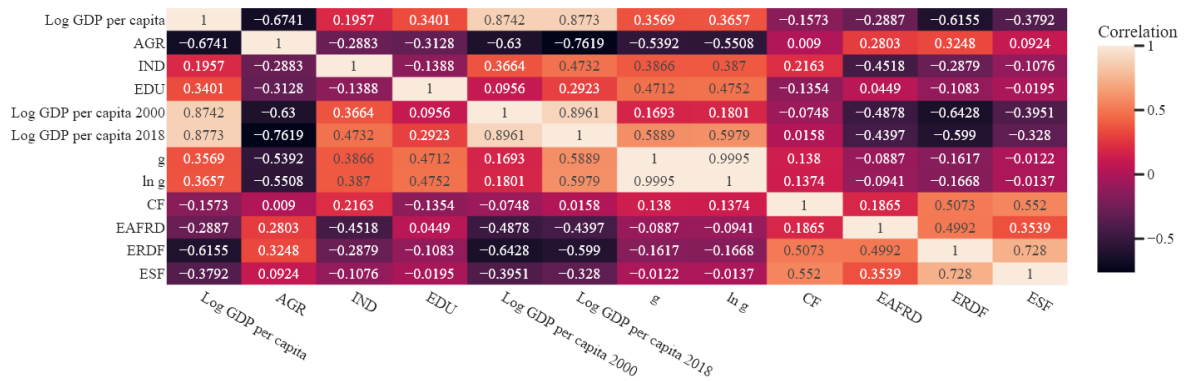 Log GDP per capita 1 −0.6741 0.1957 0.3401 0.8742 0.8773 0.3569 0.3657 −0.1573 −0.2887 −0.6155 −0.3792
AGR −0.6741 1 −0.2883 −0.3128 −0.63 −0.7619 −0.5392 −0.5508 0.009 0.2803 0.3248 0.0924
IND 0.1957 −0.2883 1 −0.1388 0.3664 0.4732 0.3866 0.387 0.2163 −0.4518 −0.2879 −0.1076
EDU 0.3401 −0.3128 −0.1388 1 0.0956 0.2923 0.4712 0.4752 −0.1354 0.0449 −0.1083 −0.0195
Log GDP per capita 2000 0.8742 −0.63 0.3664 0.0956 1 0.8961 0.1693 0.1801 −0.0748 −0.4878 −0.6428 −0.3951
Log GDP per capita 2018 0.8773 −0.7619 0.4732 0.2923 0.8961 1 0.5889 0.5979 0.0158 −0.4397 −0.599 −0.328
g 0.3569 −0.5392 0.3866 0.4712 0.1693 0.5889 1 0.9995 0.138 −0.0887 −0.1617 −0.0122
ln g 0.3657 −0.5508 0.387 0.4752 0.1801 0.5979 0.9995 1 0.1374 −0.0941 −0.1668 −0.0137
CF −0.1573 0.009 0.2163 −0.1354 −0.0748 0.0158 0.138 0.1374 1 0.1865 0.5073 0.552
EAFRD −0.2887 0.2803 −0.4518 0.0449 −0.4878 −0.4397 −0.0887 −0.0941 0.1865 1 0.4992 0.3539
ERDF −0.6155 0.3248 −0.2879 −0.1083 −0.6428 −0.599 −0.1617 −0.1668 0.5073 0.4992 1 0.728
ESF −0.3792 0.0924 −0.1076 −0.0195 −0.3951 −0.328 −0.0122 −0.0137 0.552 0.3539 0.728 1
Log GDP per capita
AGR
IND
EDU
Log GDP per capita 2000
Log GDP per capita 2018
g
ln g
CF
EAFRD
ERDF
ESF
Correlation
1
0.5
0
−0.5